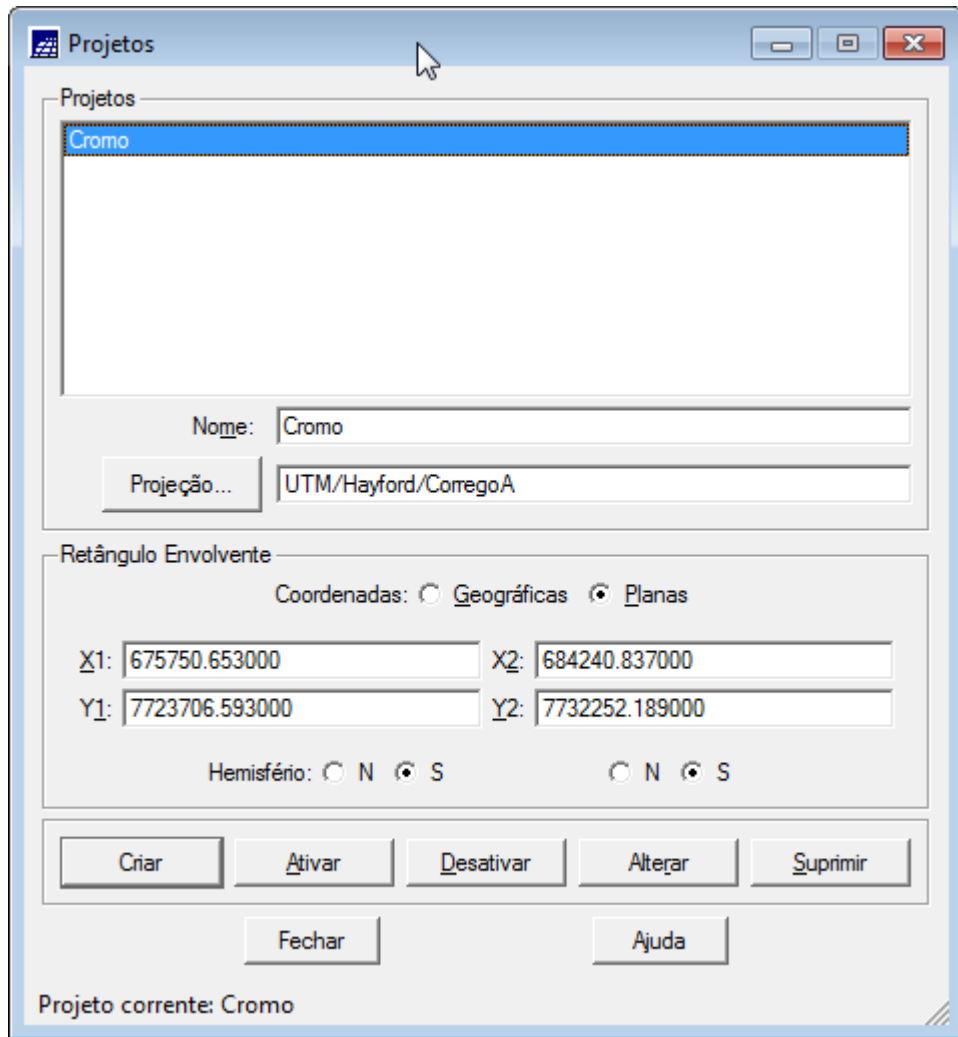 Projetos
Projetos
Cromo
Nome: Cromo
Projeção... UTM/Hayford/CorregoA
Retângulo Envolvente
Coordenadas: Geográficas Planas
X1: 675750.653000 X2: 684240.837000
Y1: 7723706.593000 Y2: 7732252.189000
Hemisfério: N S N S
Criar Ativar Desativar Alterar Suprimir
Fechar Ajuda
Projeto corrente: Cromo